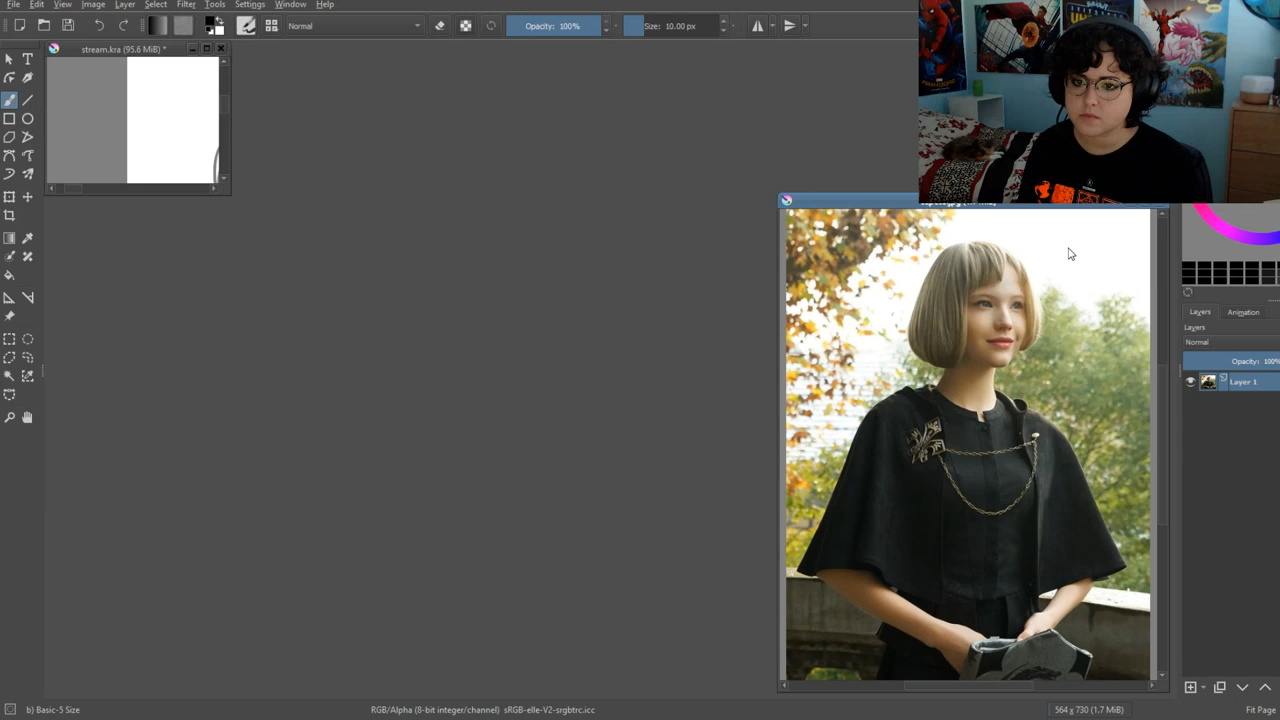 File Edit View Image Layer Select Filter Tools Settings Window Help
Normal
Opacity: 100%
Size: 10.00 px
stream.kra (95.6 MiB) *
Layers
Animation
Layers
Normal
Opacity: 100%
Layer 1
b) Basic-5 Size
RGB/Alpha (8-bit integer/channel) sRGB-elle-V2-srgbtrc.icc
564 x 730 (1.7 MiB)
Fit Page